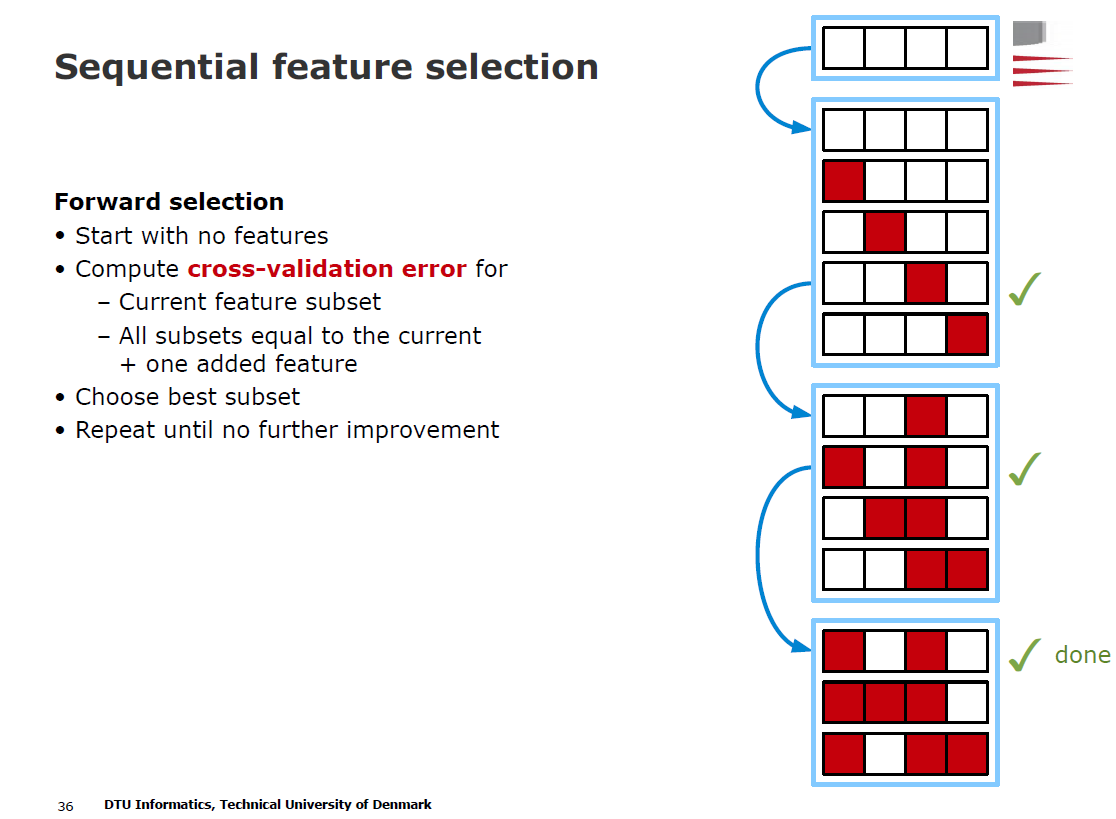 Sequential feature selection
Forward selection
• Start with no features
• Compute cross-validation error for
– Current feature subset
– All subsets equal to the current
+ one added feature
• Choose best subset
• Repeat until no further improvement
done
36 DTU Informatics, Technical University of Denmark